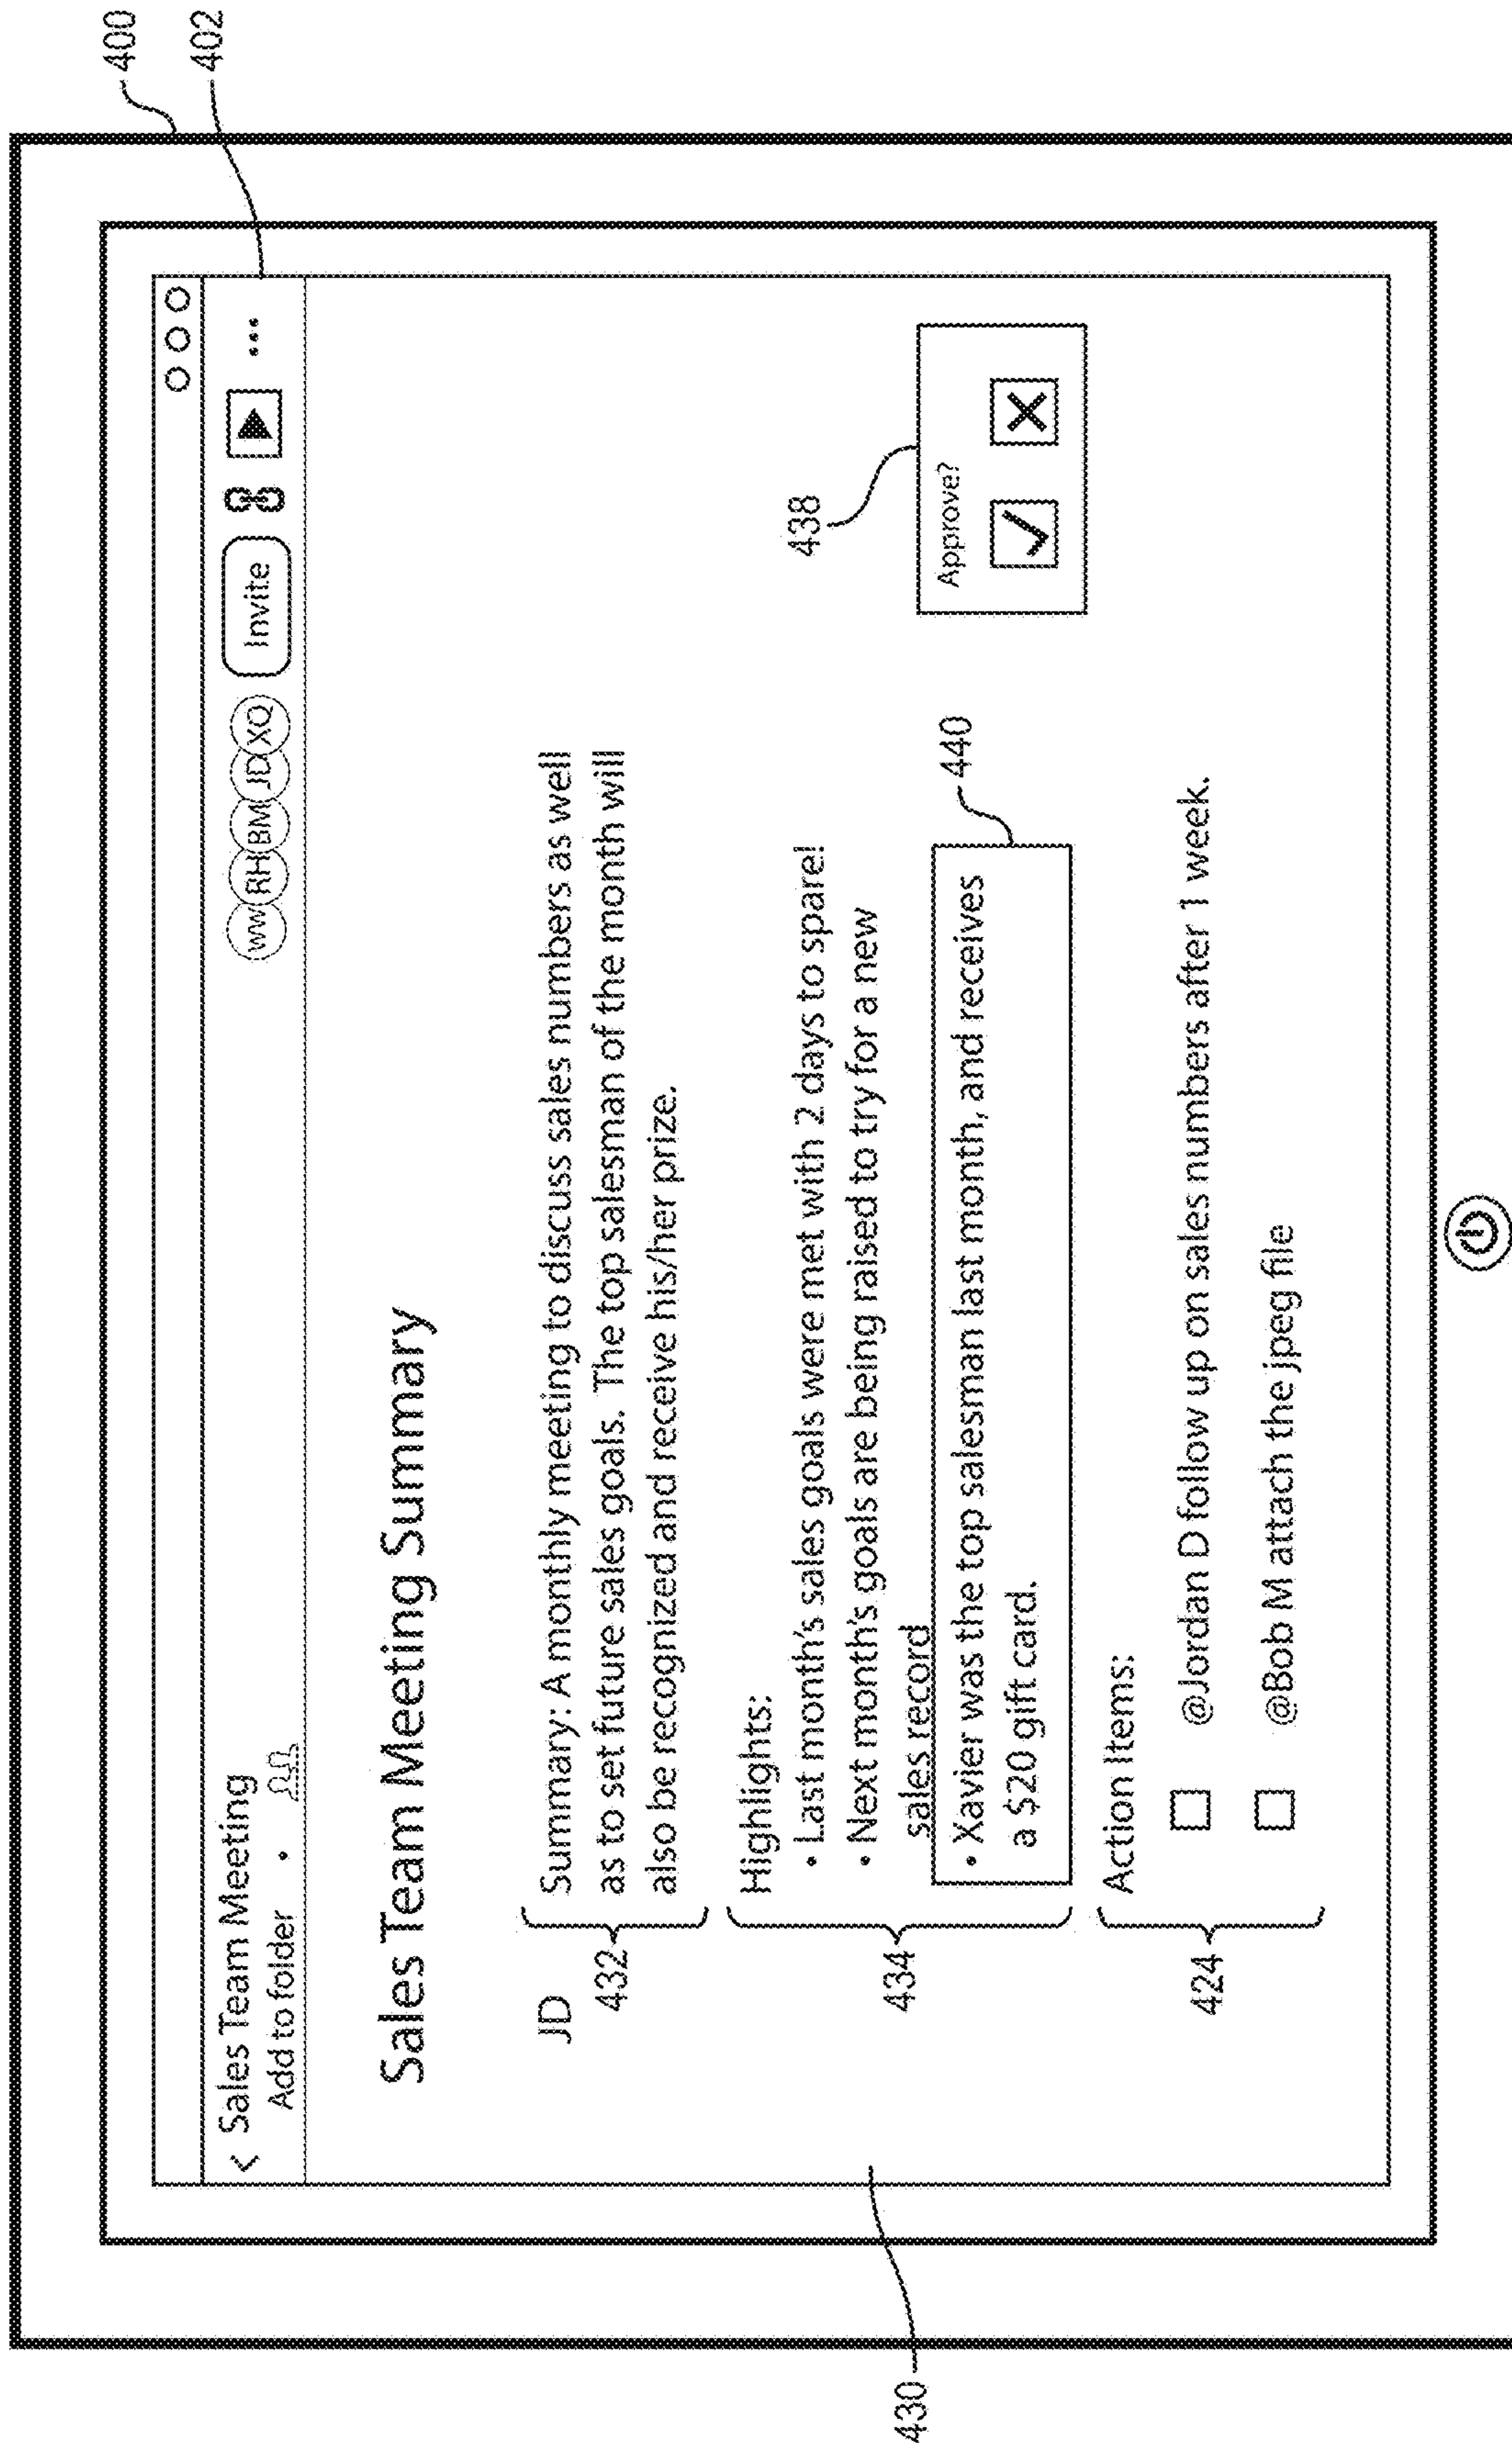 400
402
< Sales Team Meeting
Add to folder •
WW RH BM JD XQ Invite ...
Sales Team Meeting Summary
JD
432
Summary: A monthly meeting to discuss sales numbers as well
as to set future sales goals. The top salesman of the month will
also be recognized and receive his/her prize.
434
Highlights:
• Last month's sales goals were met with 2 days to spare!
• Next month's goals are being raised to try for a new
sales record
• Xavier was the top salesman last month, and receives
a $20 gift card.
440
438
Approve?
424
Action Items:
@Jordan D follow up on sales numbers after 1 week.
@Bob M attach the jpeg file
430